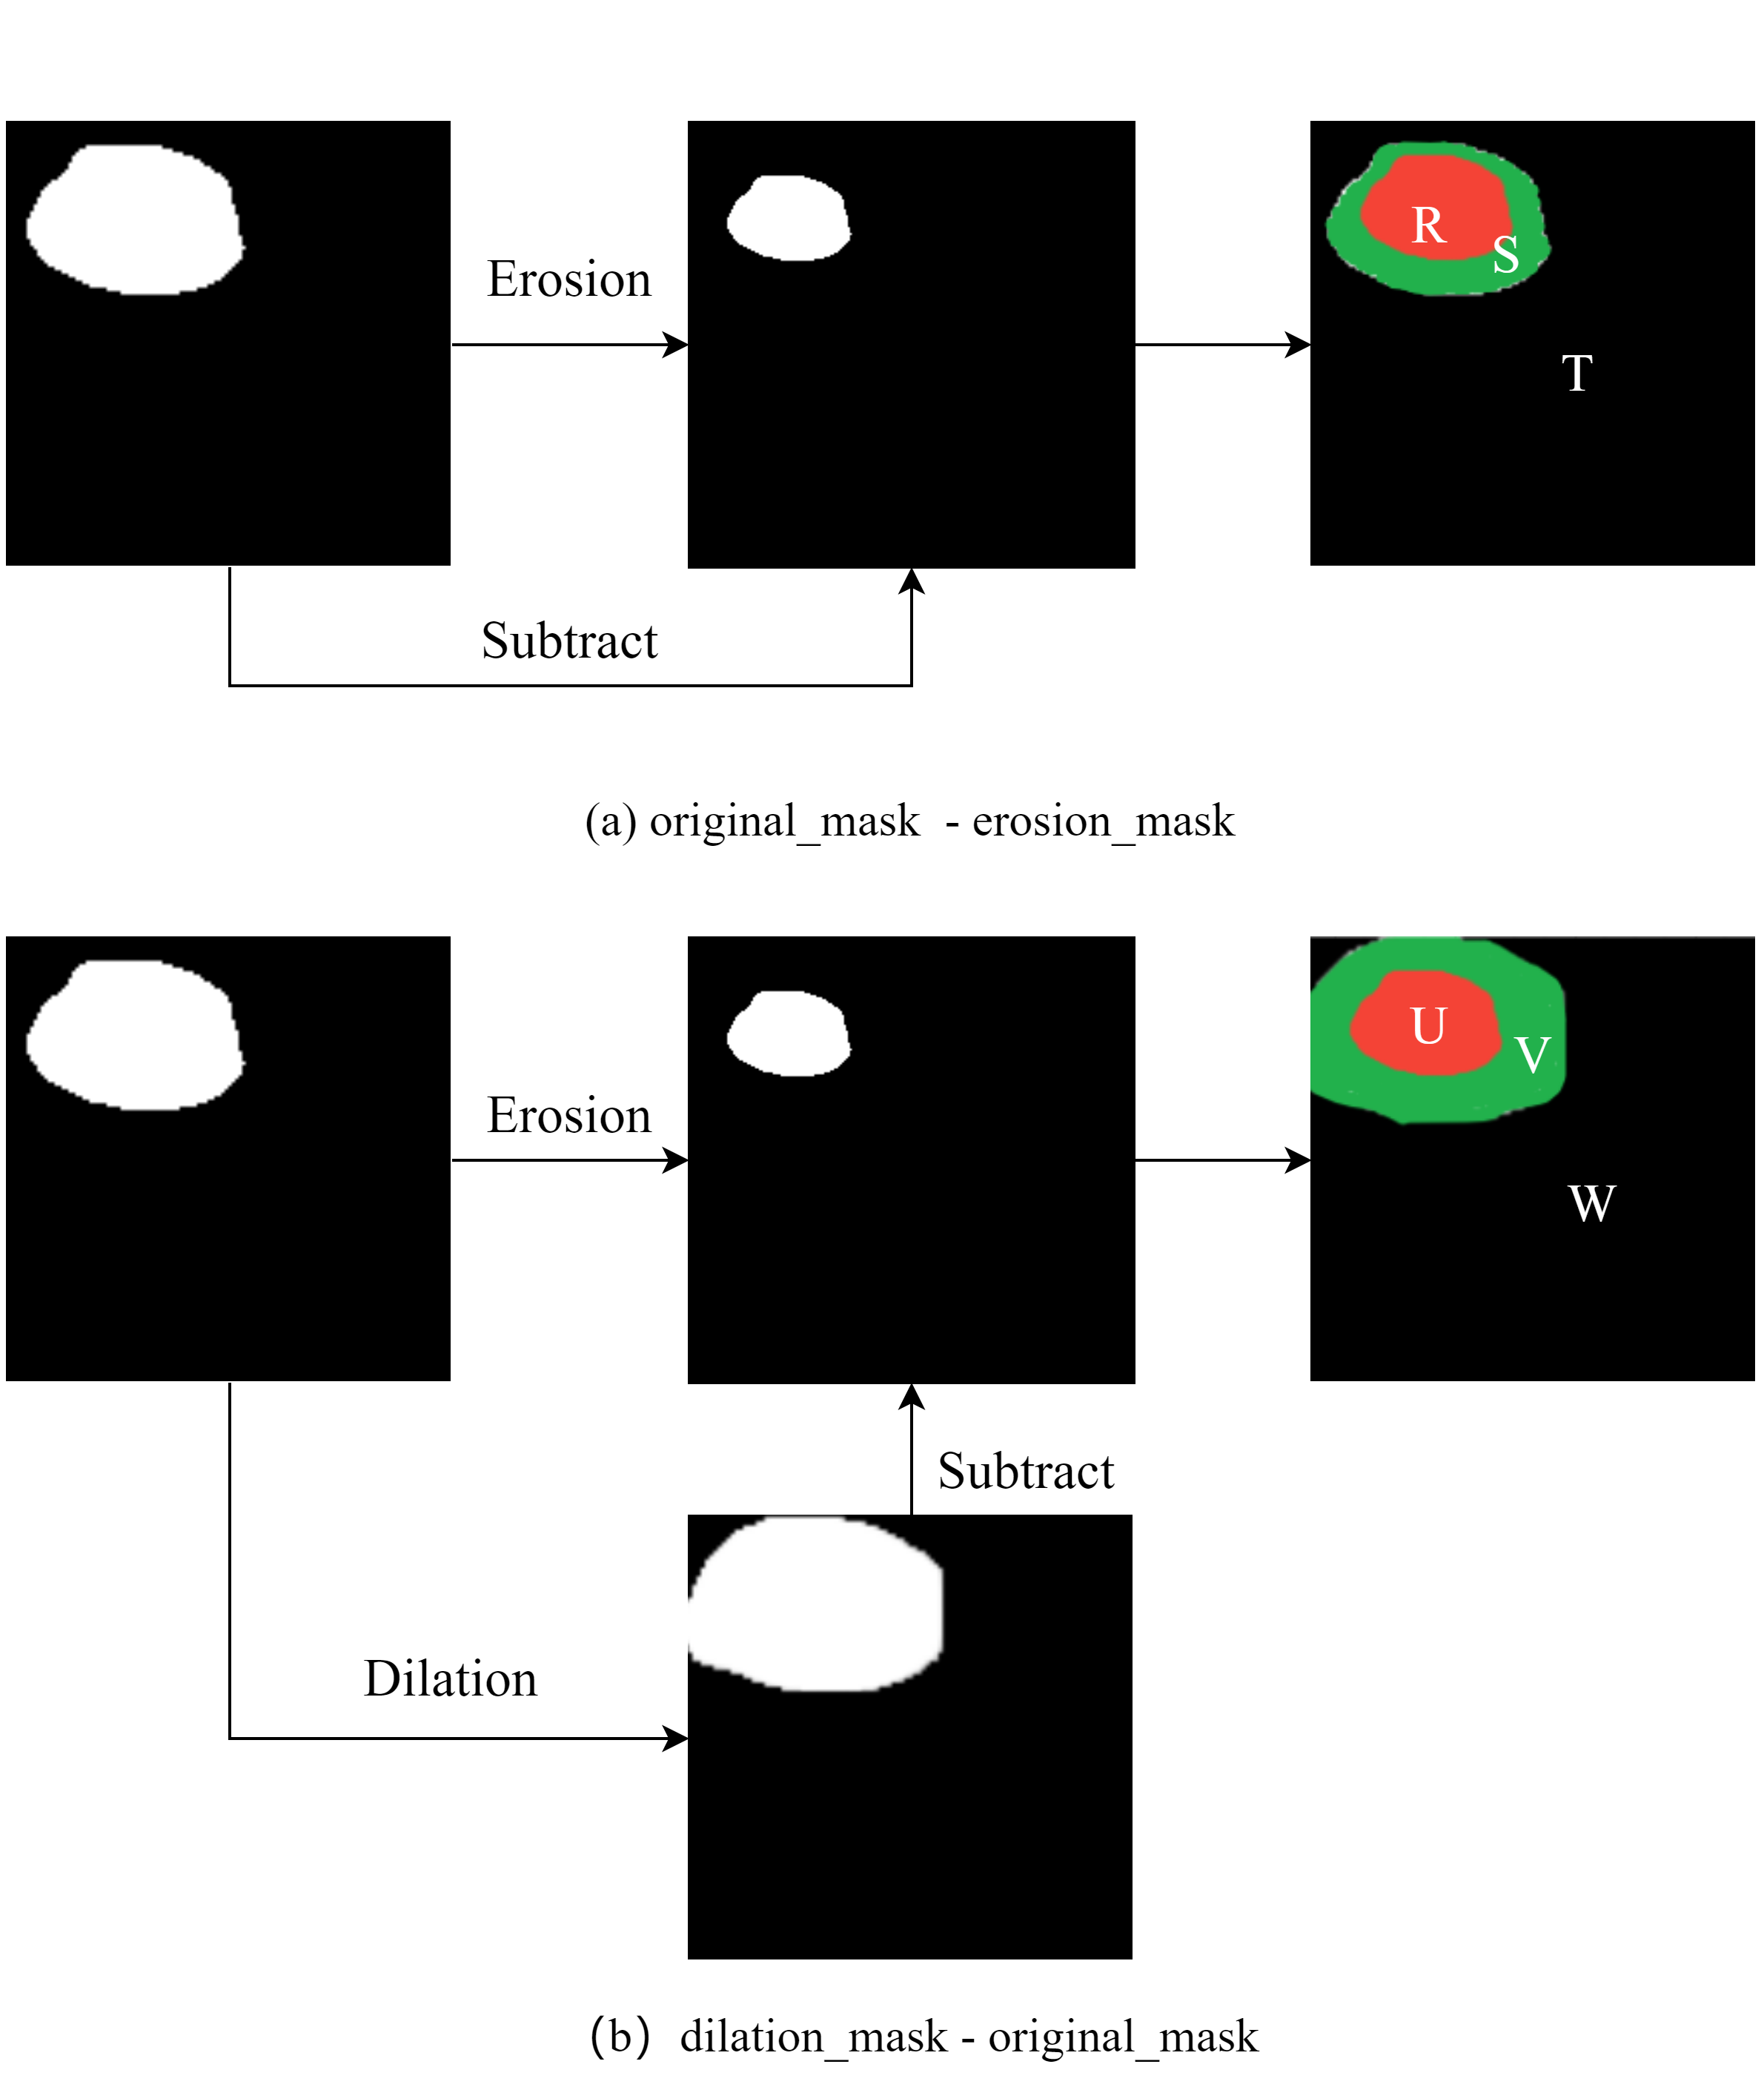 Erosion
R
S
T
Subtract
(a) original_mask - erosion_mask
U
V
Erosion
W
Subtract
Dilation
（b）dilation_mask - original_mask